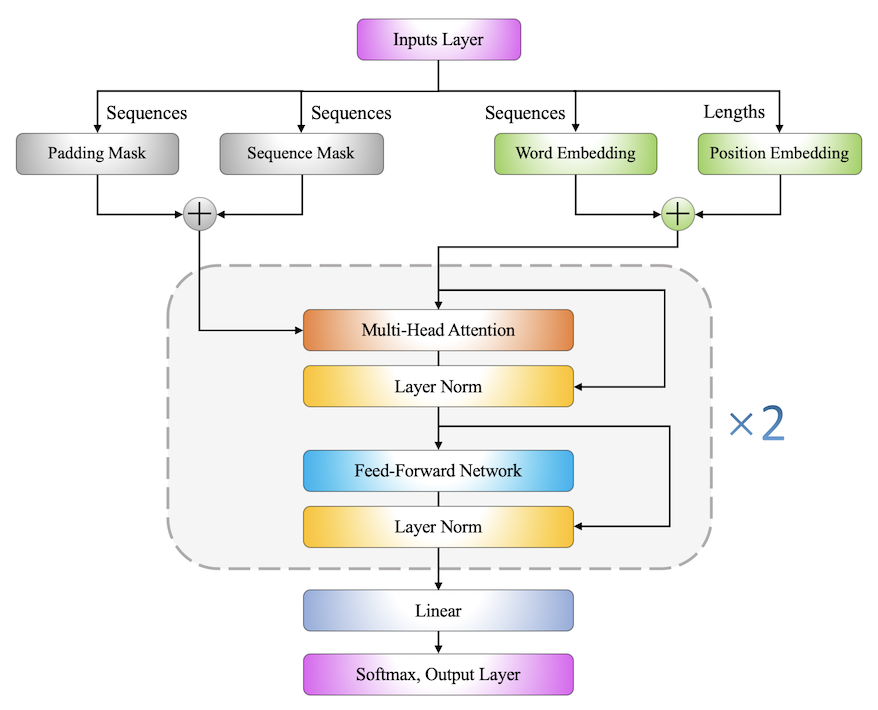 Inputs Layer
Sequences
Sequences
Sequences
Lengths
Padding Mask
Sequence Mask
Word Embedding
Position Embedding
Multi-Head Attention
Layer Norm
×2
Feed-Forward Network
Layer Norm
Linear
Softmax, Output Layer